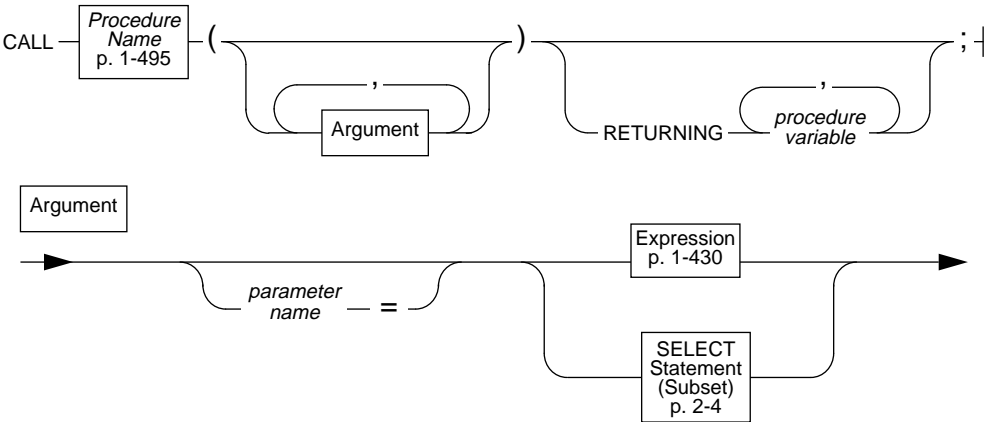 CALL Procedure Name p. 1-495 ( , Argument ) RETURNING , procedure variable ;
Argument
parameter name = Expression p. 1-430
SELECT Statement (Subset) p. 2-4